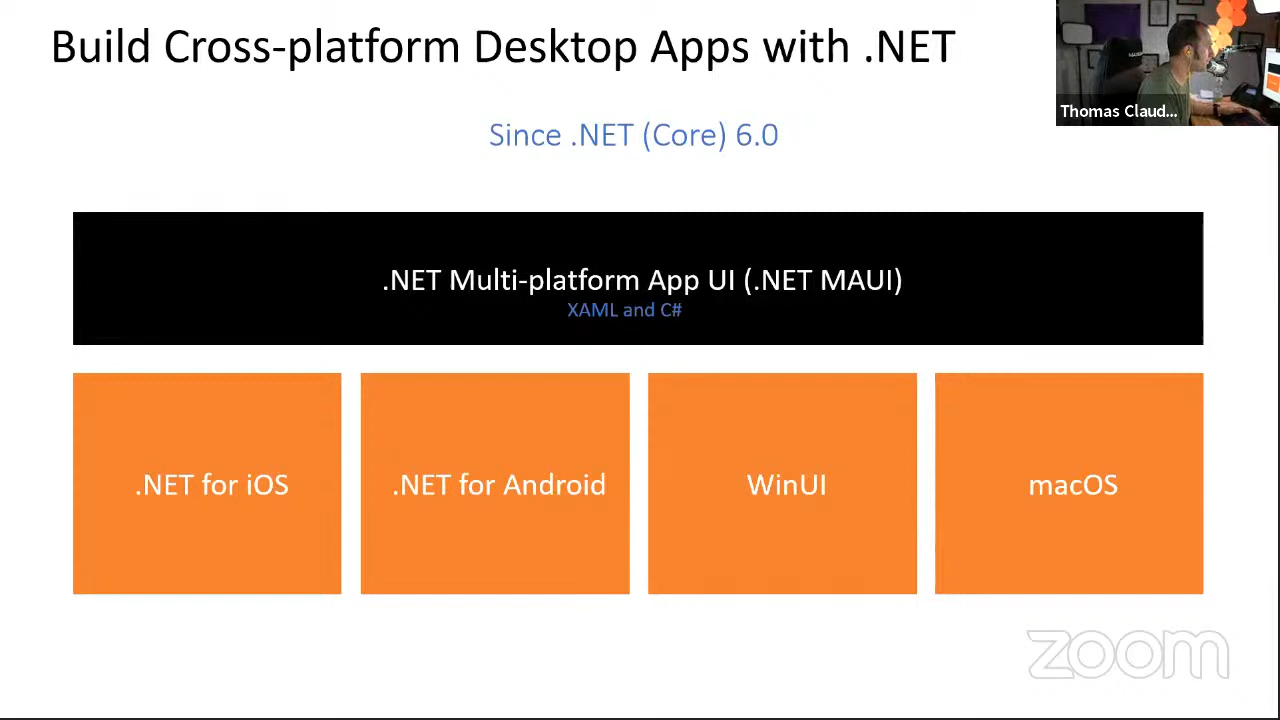 Build Cross-platform Desktop Apps with .NET
Thomas Claud...
Since .NET (Core) 6.0
.NET Multi-platform App UI (.NET MAUI)
XAML and C#
.NET for iOS
.NET for Android
WinUI
macOS
zoom